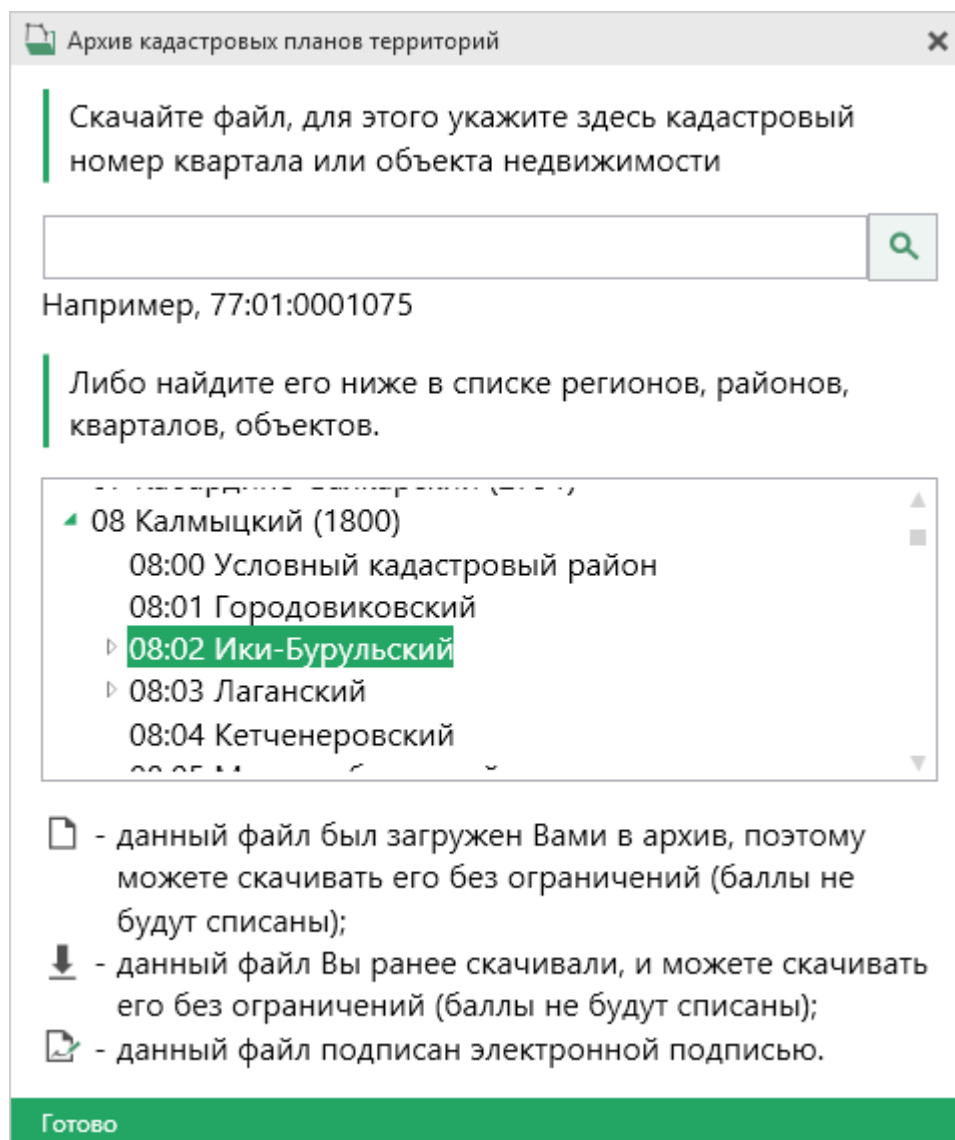 Архив кадастровых планов территорий
Скачайте файл, для этого укажите здесь кадастровый
номер квартала или объекта недвижимости
Например, 77:01:0001075
Либо найдите его ниже в списке регионов, районов,
кварталов, объектов.
08 Калмыцкий (1800)
08:00 Условный кадастровый район
08:01 Городовиковский
08:02 Ики-Бурульский
08:03 Лаганский
08:04 Кетченеровский
- данный файл был загружен Вами в архив, поэтому
можете скачивать его без ограничений (баллы не
будут списаны);
- данный файл Вы ранее скачивали, и можете скачивать
его без ограничений (баллы не будут списаны);
- данный файл подписан электронной подписью.
Готово